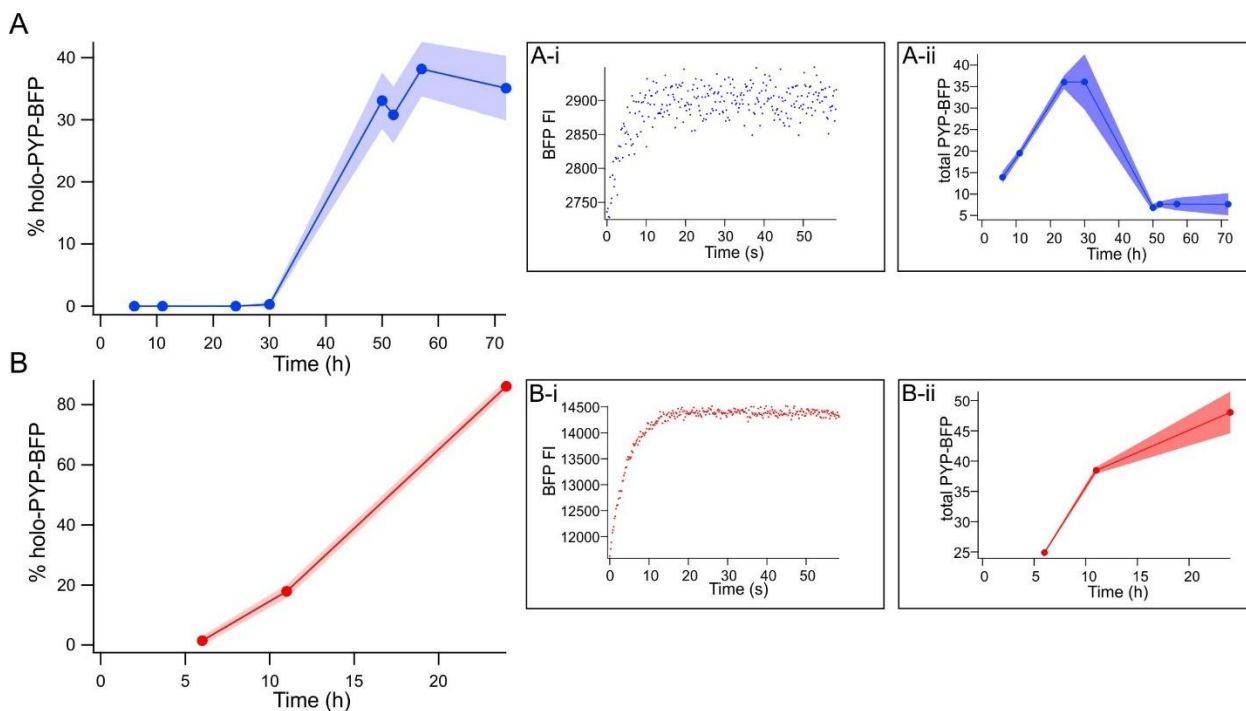 A
% holo-PYP-BFP
40
30
20
10
0
0 10 20 30 40 50 60 70
Time (h)
A-i
BFP FI
2900
2850
2800
2750
0 10 20 30 40 50
Time (s)
A-ii
total PYP-BFP
40
35
30
25
20
15
10
5
0 10 20 30 40 50 60 70
Time (h)
B
% holo-PYP-BFP
80
60
40
20
0
0 5 10 15 20
Time (h)
B-i
BFP FI
14500
14000
13500
13000
12500
12000
0 10 20 30 40 50
Time (s)
B-ii
total PYP-BFP
50
45
40
35
30
25
0 5 10 15 20
Time (h)